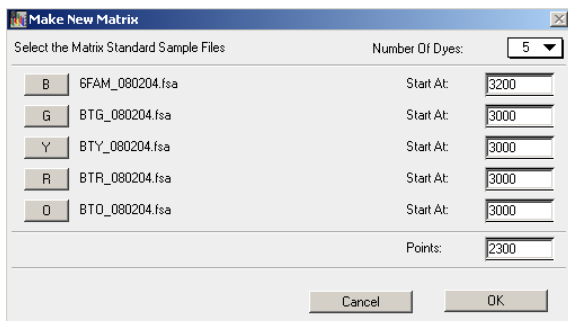 Make New Matrix
Select the Matrix Standard Sample Files Number Of Dyes: 5
B 6FAM_080204.fsa Start At: 3200
G BTG_080204.fsa Start At: 3000
Y BTY_080204.fsa Start At: 3000
R BTR_080204.fsa Start At: 3000
O BTO_080204.fsa Start At: 3000
Points: 2300
Cancel OK